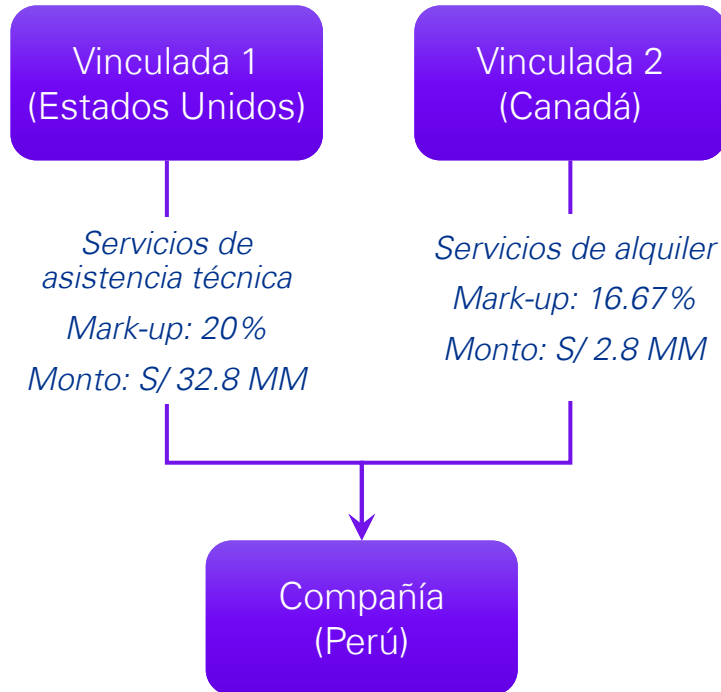 Vinculada 1
(Estados Unidos)
Vinculada 2
(Canadá)
Servicios de
asistencia técnica
Mark-up: 20%
Monto: S/ 32.8 MM
Servicios de alquiler
Mark-up: 16.67%
Monto: S/ 2.8 MM
Compañía
(Perú)